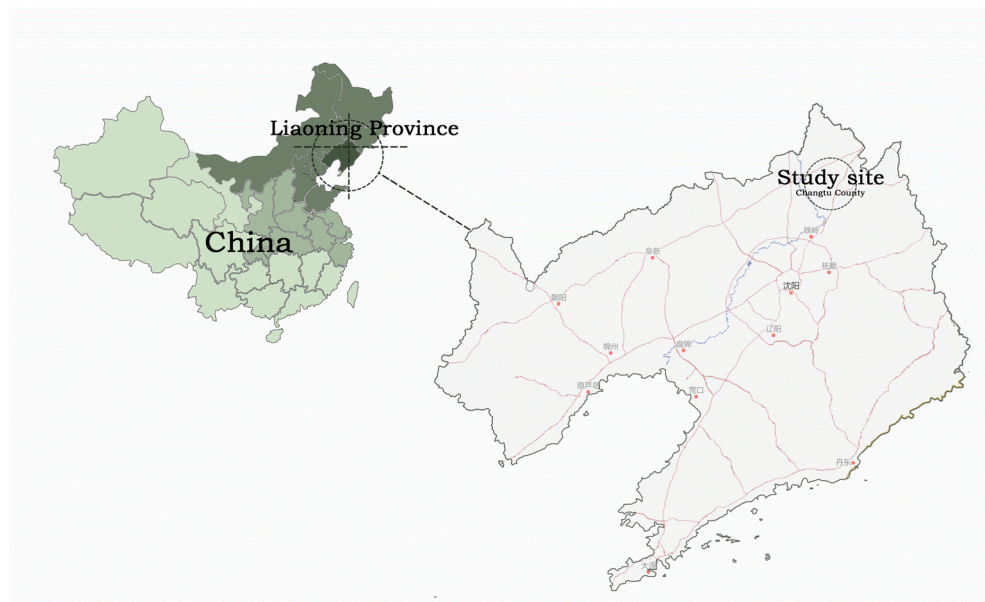 Liaoning Province
China
Study site
Changtu County
铁岭
阜新
抚顺
沈阳
朝阳
辽阳
锦州
盘锦
葫芦岛
营口
丹东
大连